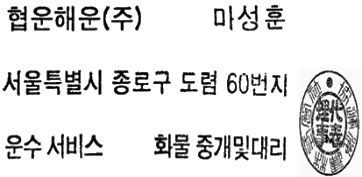 협운해운(주) 마성훈
서울특별시 종로구 도렴 60번지
운수 서비스 화물 중개및대리